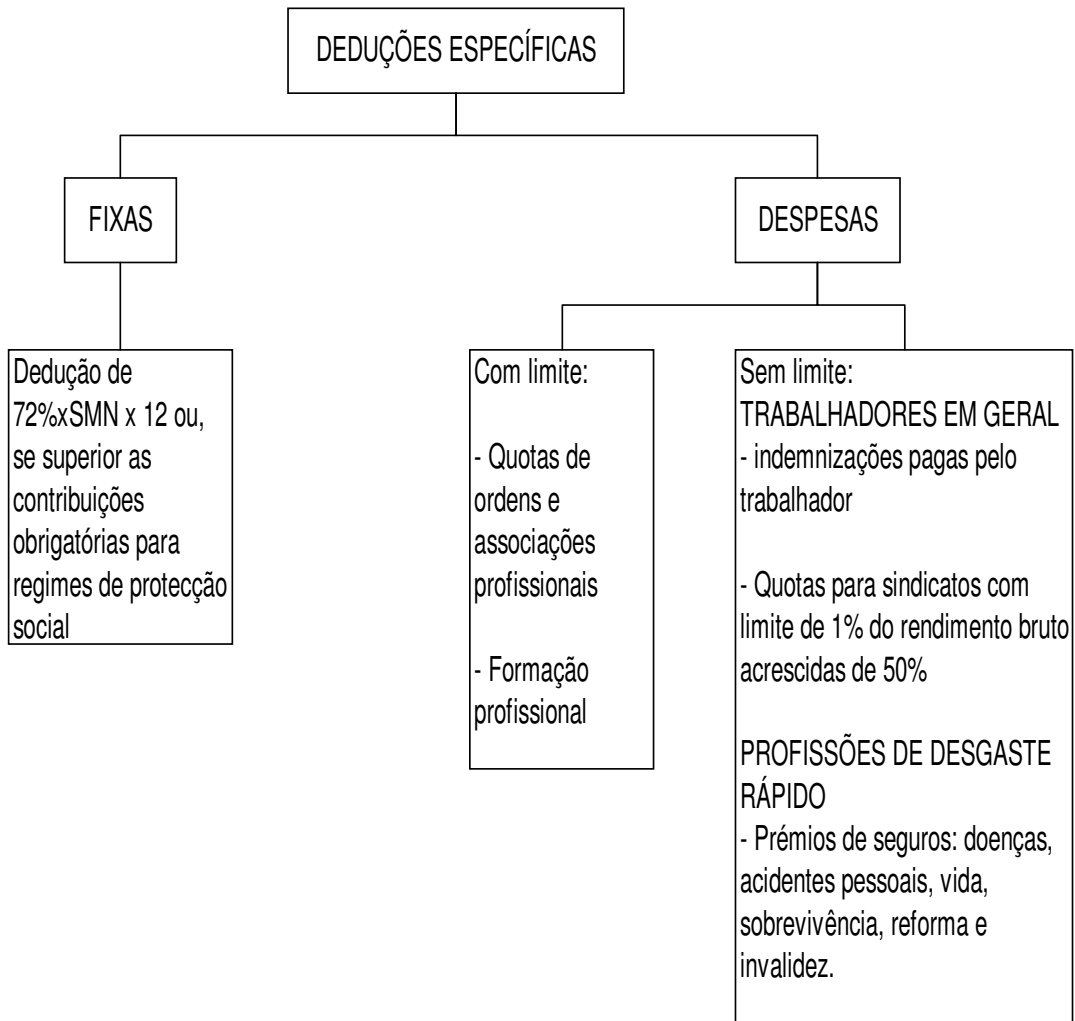 DEDUÇÕES ESPECÍFICAS
FIXAS
DESPESAS
Dedução de
72%xSMN x 12 ou,
se superior as
contribuições
obrigatórias para
regimes de protecção
social
Com limite:
- Quotas de
ordens e
associações
profissionais
- Formação
profissional
Sem limite:
TRABALHADORES EM GERAL
- indemnizações pagas pelo
trabalhador
- Quotas para sindicatos com
limite de 1% do rendimento bruto
acrescidas de 50%
PROFISSÕES DE DESGASTE
RÁPIDO
- Prémios de seguros: doenças,
acidentes pessoais, vida,
sobrevivência, reforma e
invalidez.